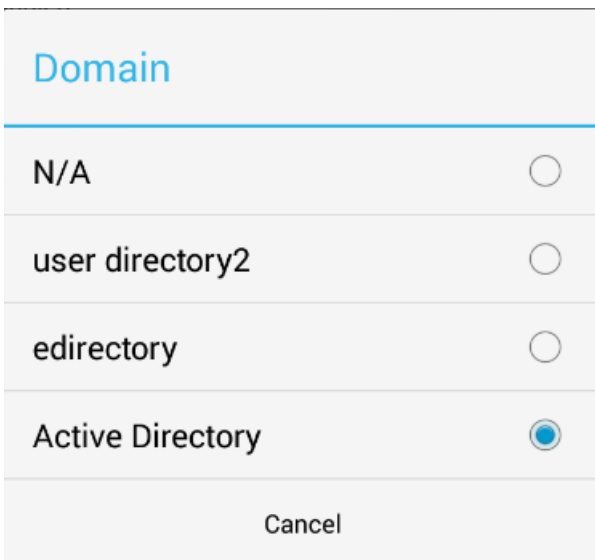 Domain
N/A
user directory2
edirectory
Active Directory
Cancel